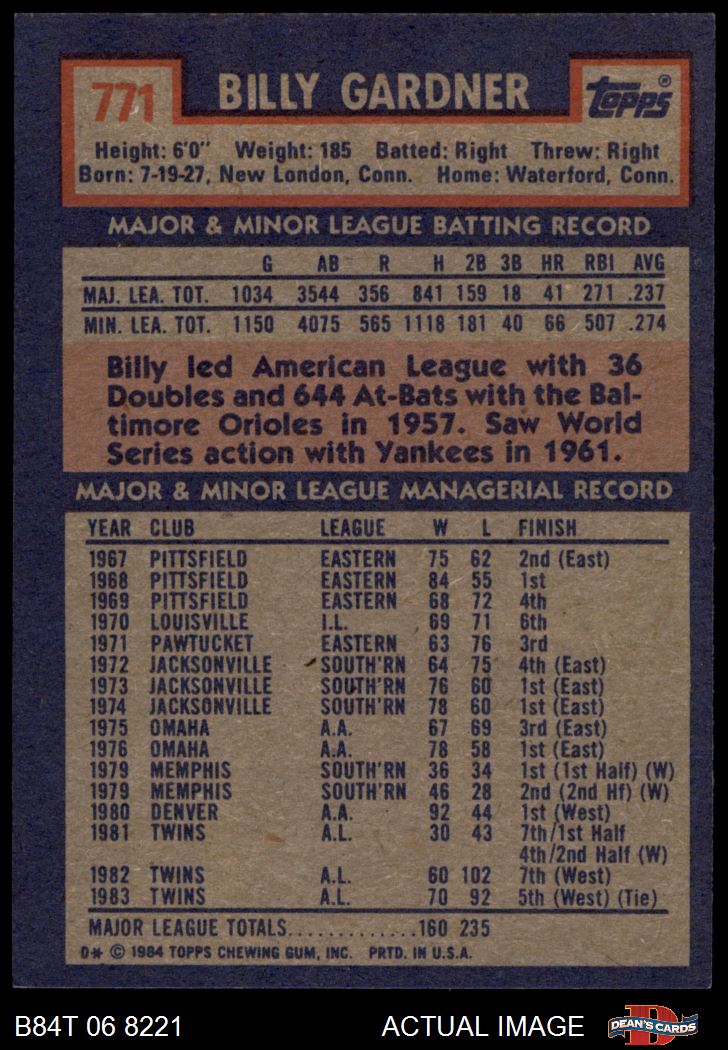 771 BILLY GARDNER TOPPS®
Height: 6'0" Weight: 185 Batted: Right Threw: Right
Born: 7-19-27, New London, Conn. Home: Waterford, Conn.
MAJOR & MINOR LEAGUE BATTING RECORD
G AB R H 2B 3B HR RBI AVG
MAJ. LEA. TOT. 1034 3544 356 841 159 18 41 271 .237
MIN. LEA. TOT. 1150 4075 565 1118 181 40 66 507 .274
Billy led American League with 36
Doubles and 644 At-Bats with the Bal-
timore Orioles in 1957. Saw World
Series action with Yankees in 1961.
MAJOR & MINOR LEAGUE MANAGERIAL RECORD
YEAR CLUB LEAGUE W L FINISH
1967 PITTSFIELD EASTERN 75 62 2nd (East)
1968 PITTSFIELD EASTERN 84 55 1st
1969 PITTSFIELD EASTERN 68 72 4th
1970 LOUISVILLE I.L. 69 71 6th
1971 PAWTUCKET EASTERN 63 76 3rd
1972 JACKSONVILLE SOUTH'RN 64 75 4th (East)
1973 JACKSONVILLE SOUTH'RN 76 60 1st (East)
1974 JACKSONVILLE SOUTH'RN 78 60 1st (East)
1975 OMAHA A.A. 67 69 3rd (East)
1976 OMAHA A.A. 78 58 1st (East)
1979 MEMPHIS SOUTH'RN 36 34 1st (1st Half) (W)
1979 MEMPHIS SOUTH'RN 46 28 2nd (2nd Hf) (W)
1980 DENVER A.A. 92 44 1st (West)
1981 TWINS A.L. 30 43 7th/1st Half
4th/2nd Half (W)
1982 TWINS A.L. 60 102 7th (West)
1983 TWINS A.L. 70 92 5th (West) (Tie)
MAJOR LEAGUE TOTALS.............160 235
D* © 1984 TOPPS CHEWING GUM, INC. PRTD. IN U.S.A.
B84T 06 8221 ACTUAL IMAGE D DEAN'S CARDS